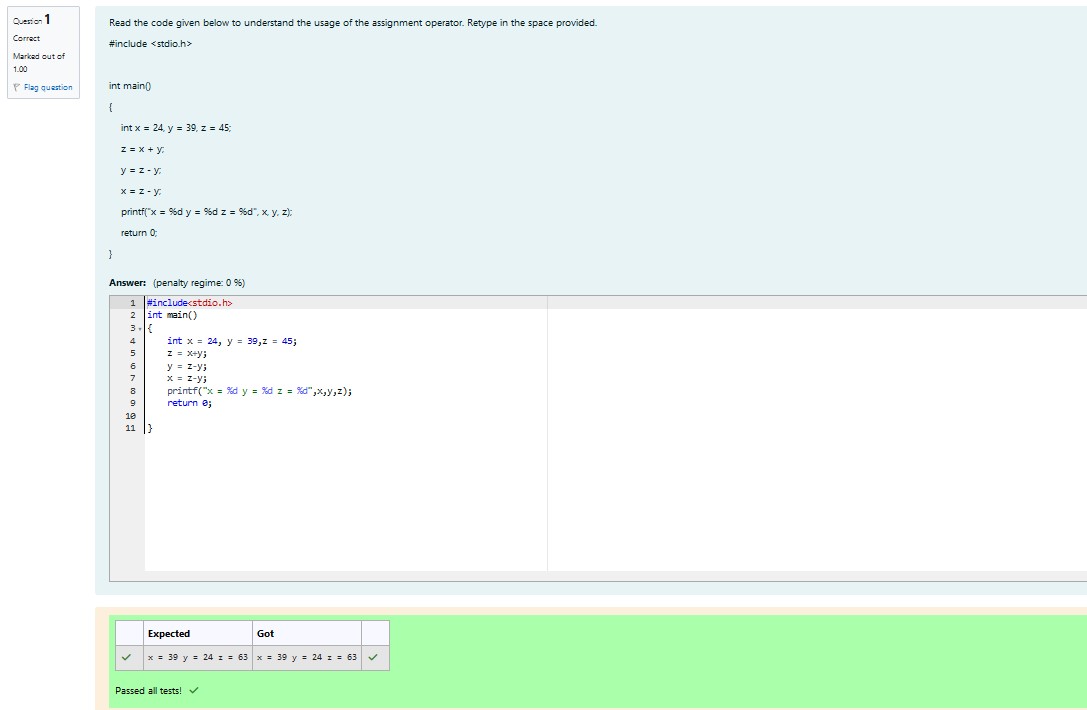 Question 1
Correct
Marked out of
1.00
Flag question
Read the code given below to understand the usage of the assignment operator. Retype in the space provided.
#include <stdio.h>
int main()
{
int x = 24, y = 39, z = 45;
z = x + y;
y = z - y;
x = z - y;
printf("x = %d y = %d z = %d", x, y, z);
return 0;
}
Answer: (penalty regime: 0 %)
1 #include<stdio.h>
2 int main()
3 {
4 int x = 24, y = 39,z = 45;
5 z = x+y;
6 y = z-y;
7 x = z-y;
8 printf("x = %d y = %d z = %d",x,y,z);
9 return 0;
10
11 }
Expected Got
x = 39 y = 24 z = 63 x = 39 y = 24 z = 63
Passed all tests!